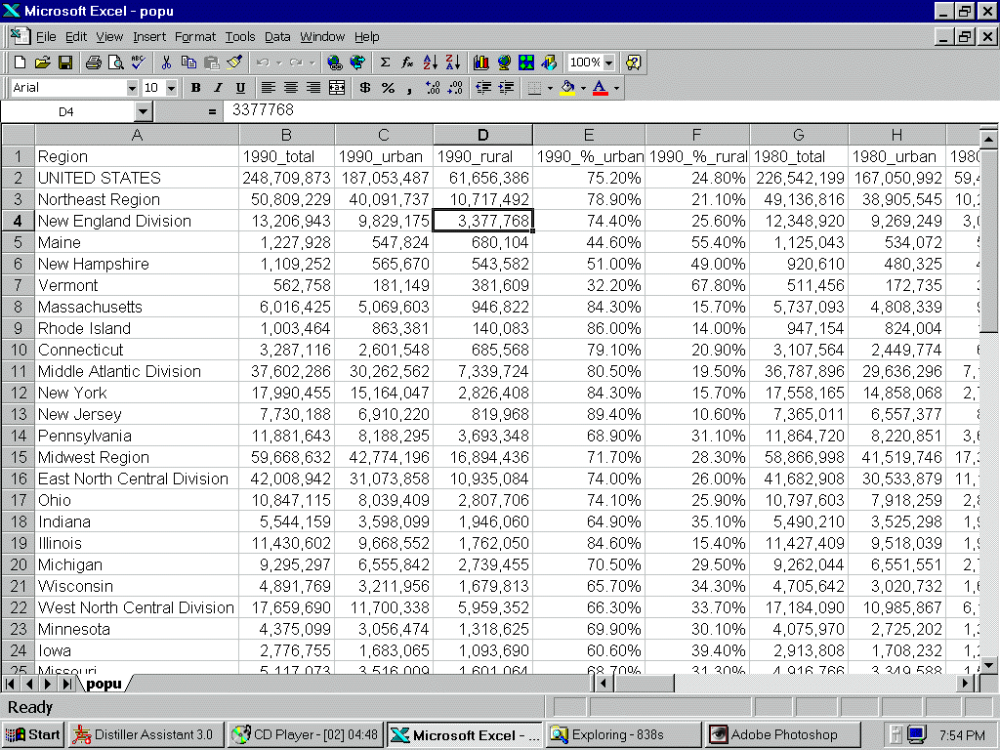 Microsoft Excel - popu
File Edit View Insert Format Tools Data Window Help
100%
Arial 10 B I U $ % ,
D4 = 3377768
A B C D E F G H
1 Region 1990_total 1990_urban 1990_rural 1990_%_urban 1990_%_rural 1980_total 1980_urban 1980
2 UNITED STATES 248,709,873 187,053,487 61,656,386 75.20% 24.80% 226,542,199 167,050,992 59,4
3 Northeast Region 50,809,229 40,091,737 10,717,492 78.90% 21.10% 49,136,816 38,905,545 10,2
4 New England Division 13,206,943 9,829,175 3,377,768 74.40% 25.60% 12,348,920 9,269,249 3,0
5 Maine 1,227,928 547,824 680,104 44.60% 55.40% 1,125,043 534,072
6 New Hampshire 1,109,252 565,670 543,582 51.00% 49.00% 920,610 480,325
7 Vermont 562,758 181,149 381,609 32.20% 67.80% 511,456 172,735
8 Massachusetts 6,016,425 5,069,603 946,822 84.30% 15.70% 5,737,093 4,808,339
9 Rhode Island 1,003,464 863,381 140,083 86.00% 14.00% 947,154 824,004
10 Connecticut 3,287,116 2,601,548 685,568 79.10% 20.90% 3,107,564 2,449,774
11 Middle Atlantic Division 37,602,286 30,262,562 7,339,724 80.50% 19.50% 36,787,896 29,636,296 7,
12 New York 17,990,455 15,164,047 2,826,408 84.30% 15.70% 17,558,165 14,858,068 2,
13 New Jersey 7,730,188 6,910,220 819,968 89.40% 10.60% 7,365,011 6,557,377
14 Pennsylvania 11,881,643 8,188,295 3,693,348 68.90% 31.10% 11,864,720 8,220,851 3,6
15 Midwest Region 59,668,632 42,774,196 16,894,436 71.70% 28.30% 58,866,998 41,519,746 17,
16 East North Central Division 42,008,942 31,073,858 10,935,084 74.00% 26.00% 41,682,908 30,533,879 11,
17 Ohio 10,847,115 8,039,409 2,807,706 74.10% 25.90% 10,797,603 7,918,259 2,8
18 Indiana 5,544,159 3,598,099 1,946,060 64.90% 35.10% 5,490,210 3,525,298 1,9
19 Illinois 11,430,602 9,668,552 1,762,050 84.60% 15.40% 11,427,409 9,518,039 1,9
20 Michigan 9,295,297 6,555,842 2,739,455 70.50% 29.50% 9,262,044 6,551,551 2,
21 Wisconsin 4,891,769 3,211,956 1,679,813 65.70% 34.30% 4,705,642 3,020,732 1,6
22 West North Central Division 17,659,690 11,700,338 5,959,352 66.30% 33.70% 17,184,090 10,985,867 6,
23 Minnesota 4,375,099 3,056,474 1,318,625 69.90% 30.10% 4,075,970 2,725,202 1,3
24 Iowa 2,776,755 1,683,065 1,093,690 60.60% 39.40% 2,913,808 1,708,232 1,2
25 Missouri 5,117,073 3,516,009 1,601,064 68.70% 31.30% 4,916,766 3,349,588
popu
Ready
Start Distiller Assistant 3.0 CD Player - [02] 04:48 Microsoft Excel - ... Exploring - 838s Adobe Photoshop 7:54 PM